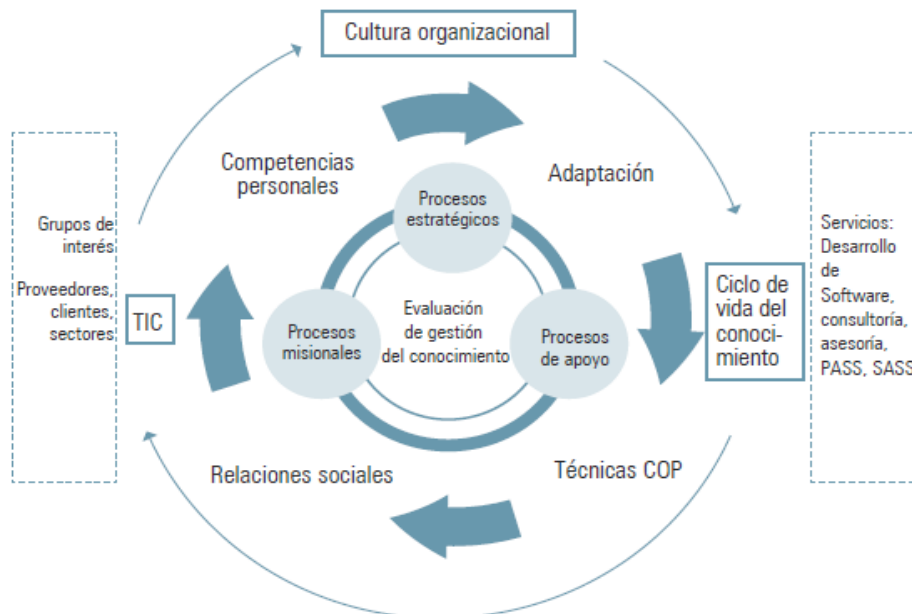 Cultura organizacional
Competencias
personales
Adaptación
Procesos
estratégicos
Grupos de
interés
Proveedores,
clientes,
sectores
TIC
Procesos
misionales
Evaluación
de gestión
del conocimiento
Procesos
de apoyo
Ciclo de
vida del
conoci-
miento
Servicios:
Desarrollo
de
Software,
consultoría,
asesoría,
PASS, SASS
Relaciones sociales
Técnicas COP